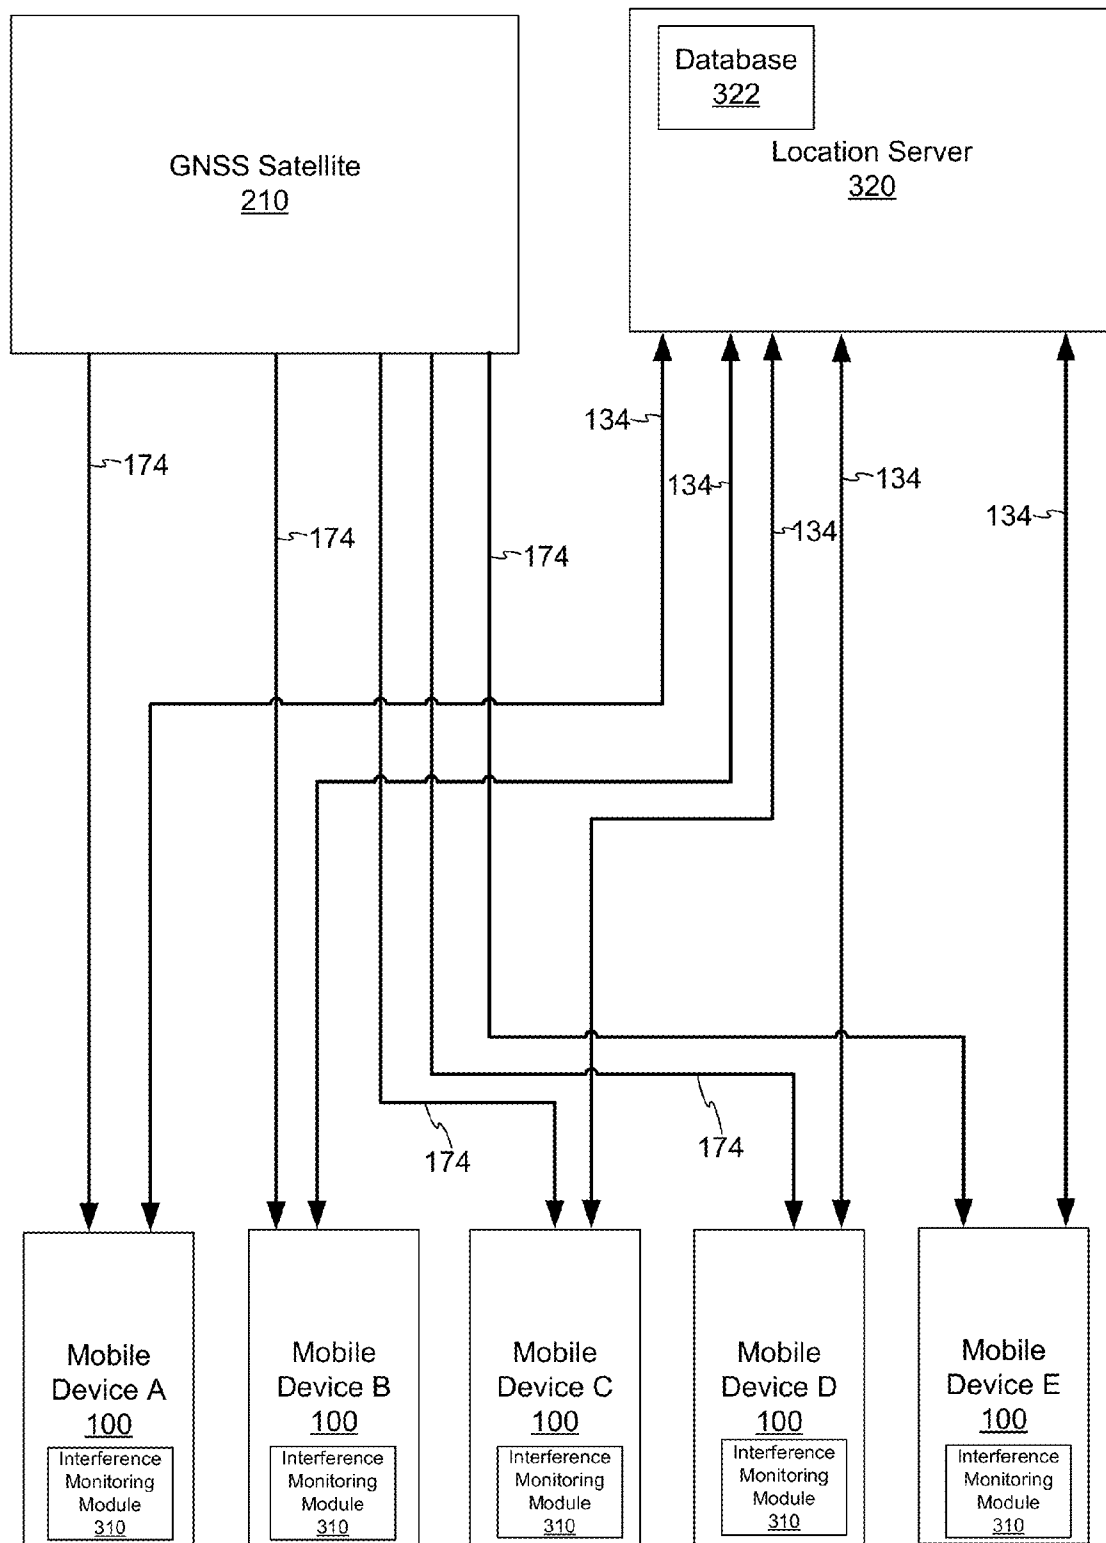 GNSS Satellite
210
Database
322
Location Server
320
134
174
134
134
174
134
134
174
174
174
Mobile
Device A
100
Interference
Monitoring
Module
310
Mobile
Device B
100
Interference
Monitoring
Module
310
Mobile
Device C
100
Interference
Monitoring
Module
310
Mobile
Device D
100
Interference
Monitoring
Module
310
Mobile
Device E
100
Interference
Monitoring
Module
310